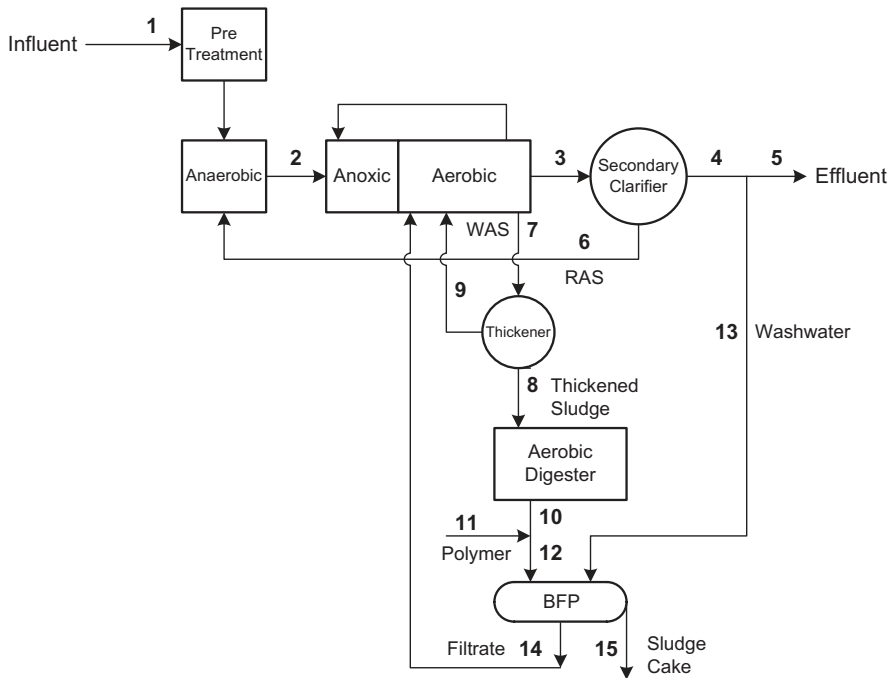 1
Influent
Pre
Treatment
Anaerobic
2
Anoxic
Aerobic
3
Secondary
Clarifier
4
5
Effluent
WAS
7
6
RAS
9
Thickener
13
Washwater
8
Thickened
Sludge
Aerobic
Digester
10
11
Polymer
12
BFP
Filtrate
14
15
Sludge
Cake